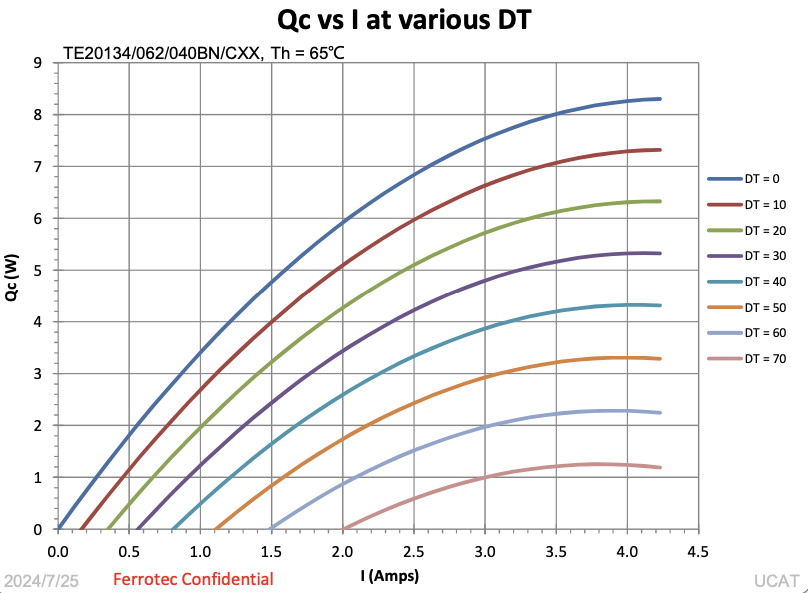 Qc vs I at various DT
TE20134/062/040BN/CXX, Th = 65℃
9
8
7
6
5
4
3
2
1
0
Qc (W)
0.0 0.5 1.0 1.5 2.0 2.5 3.0 3.5 4.0 4.5
I (Amps)
DT = 0
DT = 10
DT = 20
DT = 30
DT = 40
DT = 50
DT = 60
DT = 70
2024/7/25
Ferrotec Confidential
UCAT